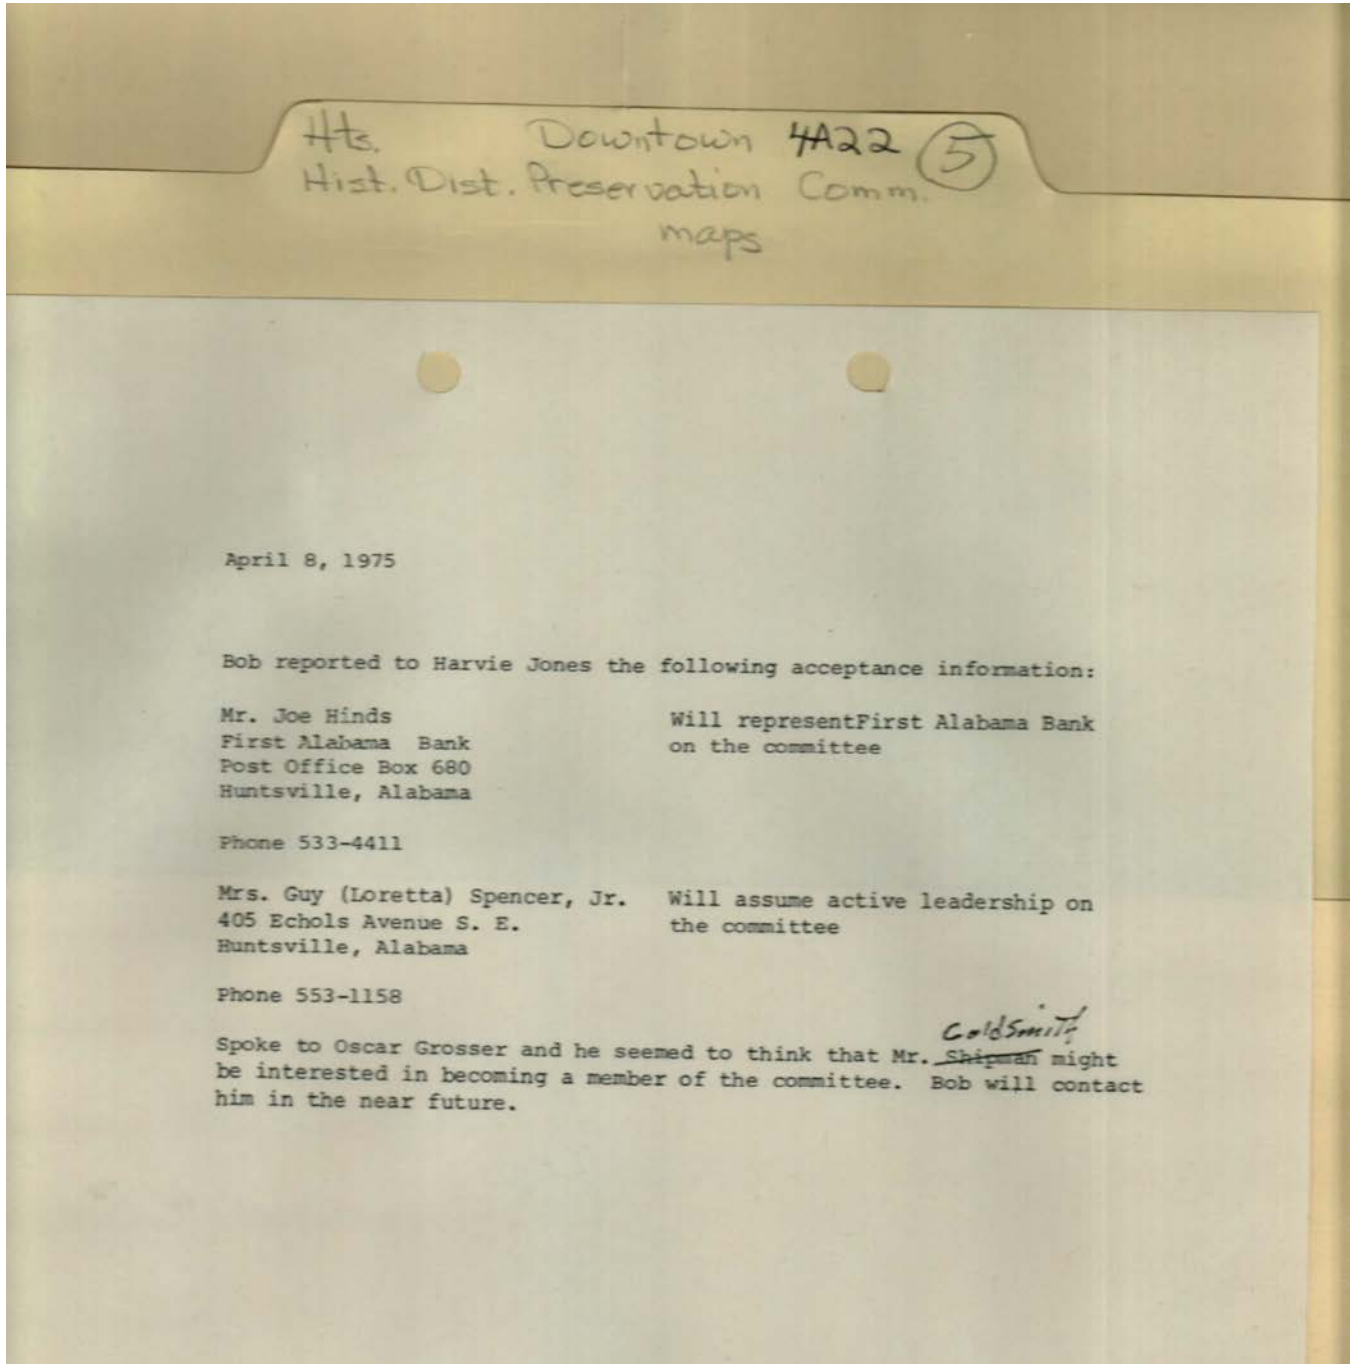 Hts. Downtown 4A22 5
Hist. Dist. Preservation Comm.
maps
April 8, 1975
Bob reported to Harvie Jones the following acceptance information:
Mr. Joe Hinds
First Alabama Bank
Post Office Box 680
Huntsville, Alabama
Phone 533-4411
Will representFirst Alabama Bank
on the committee
Mrs. Guy (Loretta) Spencer, Jr.
405 Echols Avenue S. E.
Huntsville, Alabama
Phone 553-1158
Will assume active leadership on
the committee
GoldSmith
Spoke to Oscar Grosser and he seemed to think that Mr. Shipman might
be interested in becoming a member of the committee. Bob will contact
him in the near future.